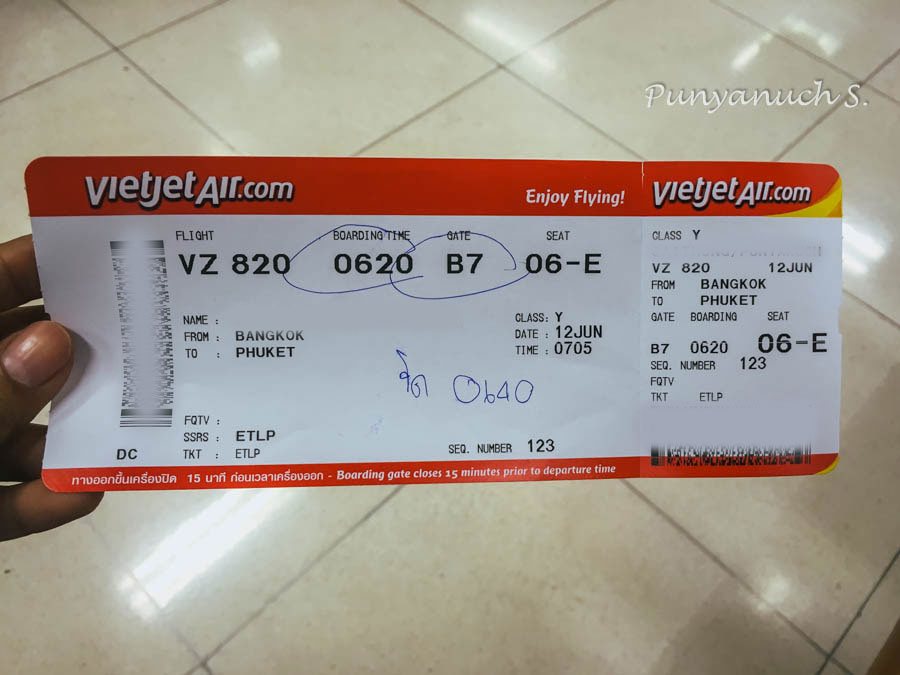 Punyanuch S.
vietjetAir.com
Enjoy Flying!
FLIGHT BOARDING TIME GATE SEAT
VZ 820 0620 B7 06-E
NAME :
FROM : BANGKOK
TO : PHUKET
CLASS: Y
DATE : 12JUN
TIME : 0705
0640
FQTV :
SSRS : ETLP
TKT : ETLP
DC
SEQ. NUMBER 123
ทางออกขึ้นเครื่องปิด 15 นาที ก่อนเวลาเครื่องออก - Boarding gate closes 15 minutes prior to departure time
vietjetAir.com
CLASS Y
VZ 820 12JUN
FROM BANGKOK
TO PHUKET
GATE BOARDING SEAT
B7 0620 06-E
SEQ. NUMBER 123
FQTV
TKT ETLP